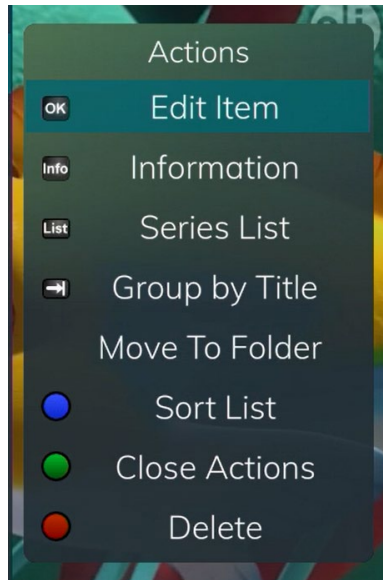 Actions
OK Edit Item
Info Information
List Series List
Group by Title
Move To Folder
Sort List
Close Actions
Delete